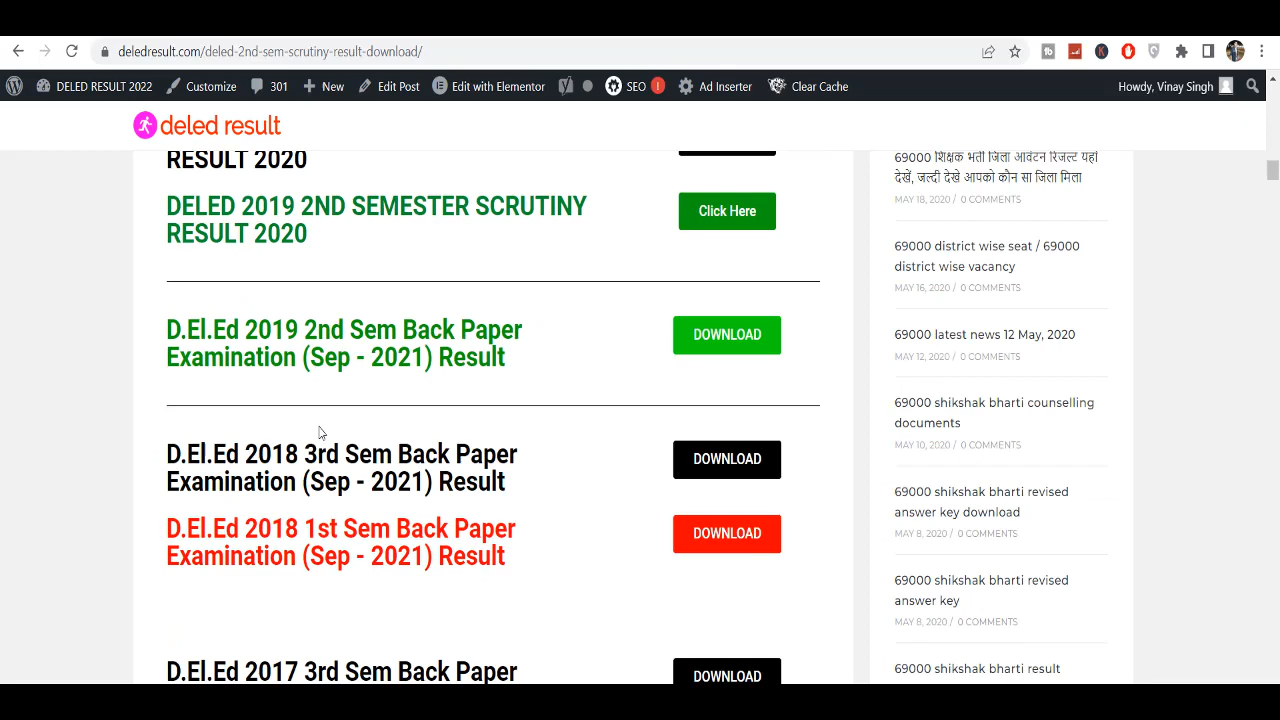 deledresult.com/deled-2nd-sem-scrutiny-result-download/
DELED RESULT 2022 Customize 301 New Edit Post Edit with Elementor SEO ! Ad Inserter Clear Cache Howdy, Vinay Singh
deled result
RESULT 2020
DELED 2019 2ND SEMESTER SCRUTINY
RESULT 2020
Click Here
D.El.Ed 2019 2nd Sem Back Paper
Examination (Sep - 2021) Result
DOWNLOAD
D.El.Ed 2018 3rd Sem Back Paper
Examination (Sep - 2021) Result
DOWNLOAD
D.El.Ed 2018 1st Sem Back Paper
Examination (Sep - 2021) Result
DOWNLOAD
D.El.Ed 2017 3rd Sem Back Paper
DOWNLOAD
69000 शिक्षक भर्ती जिला आवंटन रिजल्ट यहां
देखें, जल्दी देखे आपको कौन सा जिला मिला
MAY 18, 2020 / 0 COMMENTS
69000 district wise seat / 69000
district wise vacancy
MAY 16, 2020 / 0 COMMENTS
69000 latest news 12 May, 2020
MAY 12, 2020 / 0 COMMENTS
69000 shikshak bharti counselling
documents
MAY 10, 2020 / 0 COMMENTS
69000 shikshak bharti revised
answer key download
MAY 8, 2020 / 0 COMMENTS
69000 shikshak bharti revised
answer key
MAY 8, 2020 / 0 COMMENTS
69000 shikshak bharti result